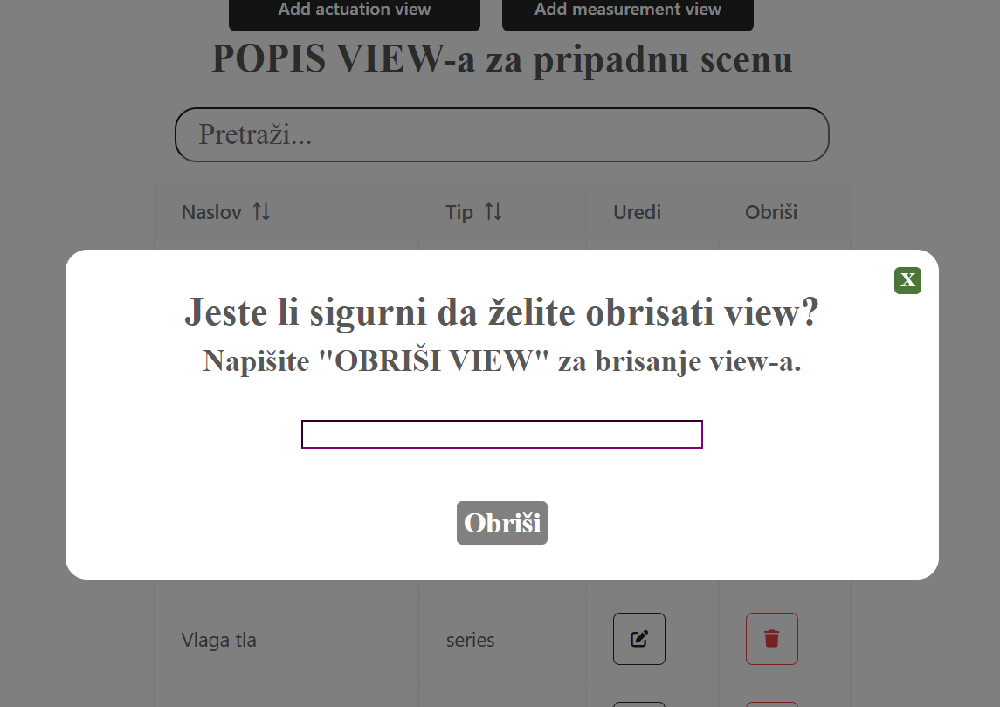 Add actuation view Add measurement view
POPIS VIEW-a za pripadnu scenu
Pretraži...
Naslov Tip Uredi Obriši
X
Jeste li sigurni da želite obrisati view?
Napišite "OBRIŠI VIEW" za brisanje view-a.
Obriši
Vlaga tla series